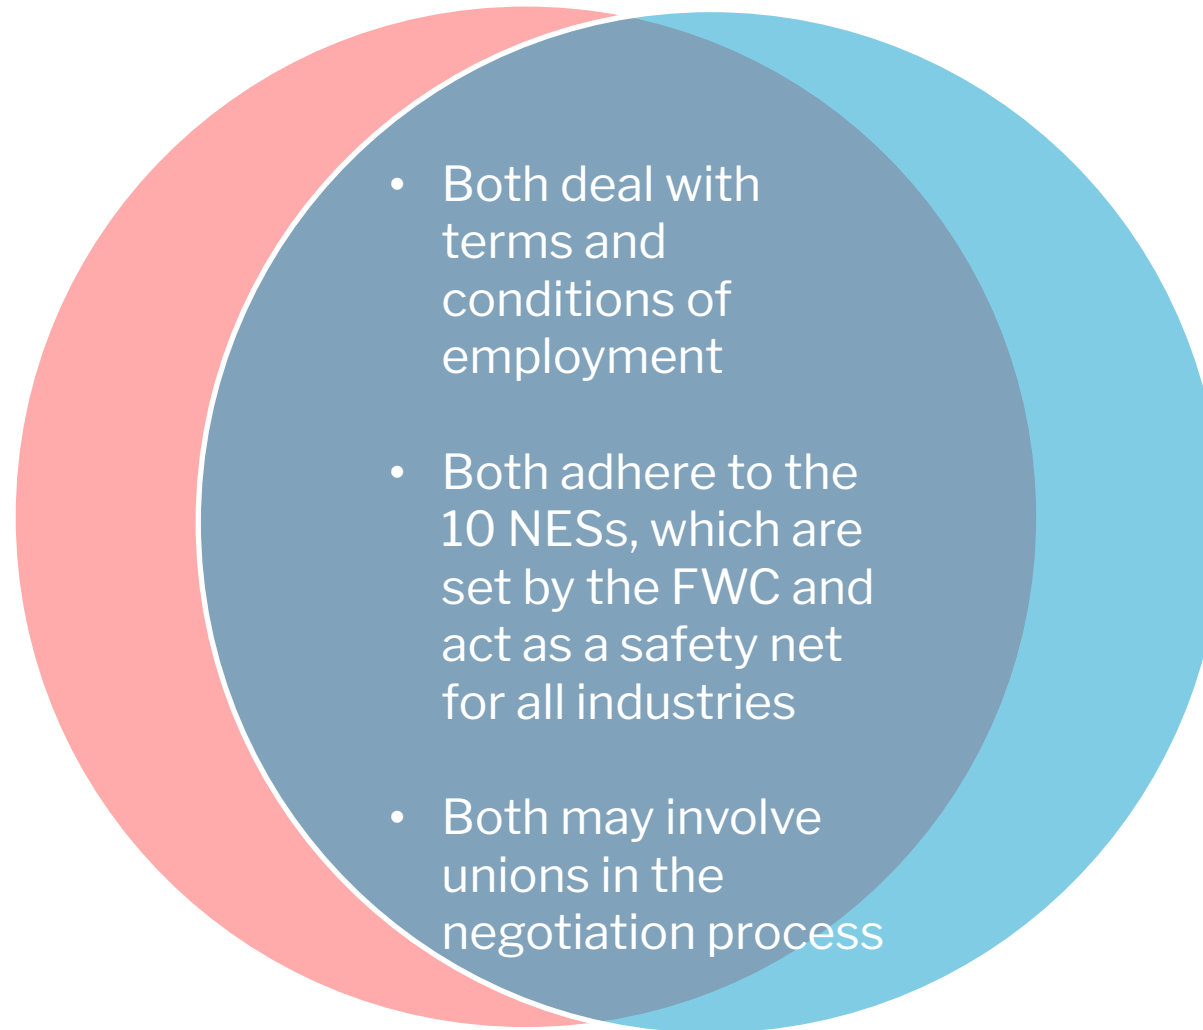 • Both deal with
terms and
conditions of
employment
• Both adhere to the
10 NESs, which are
set by the FWC and
act as a safety net
for all industries
• Both may involve
unions in the
negotiation process